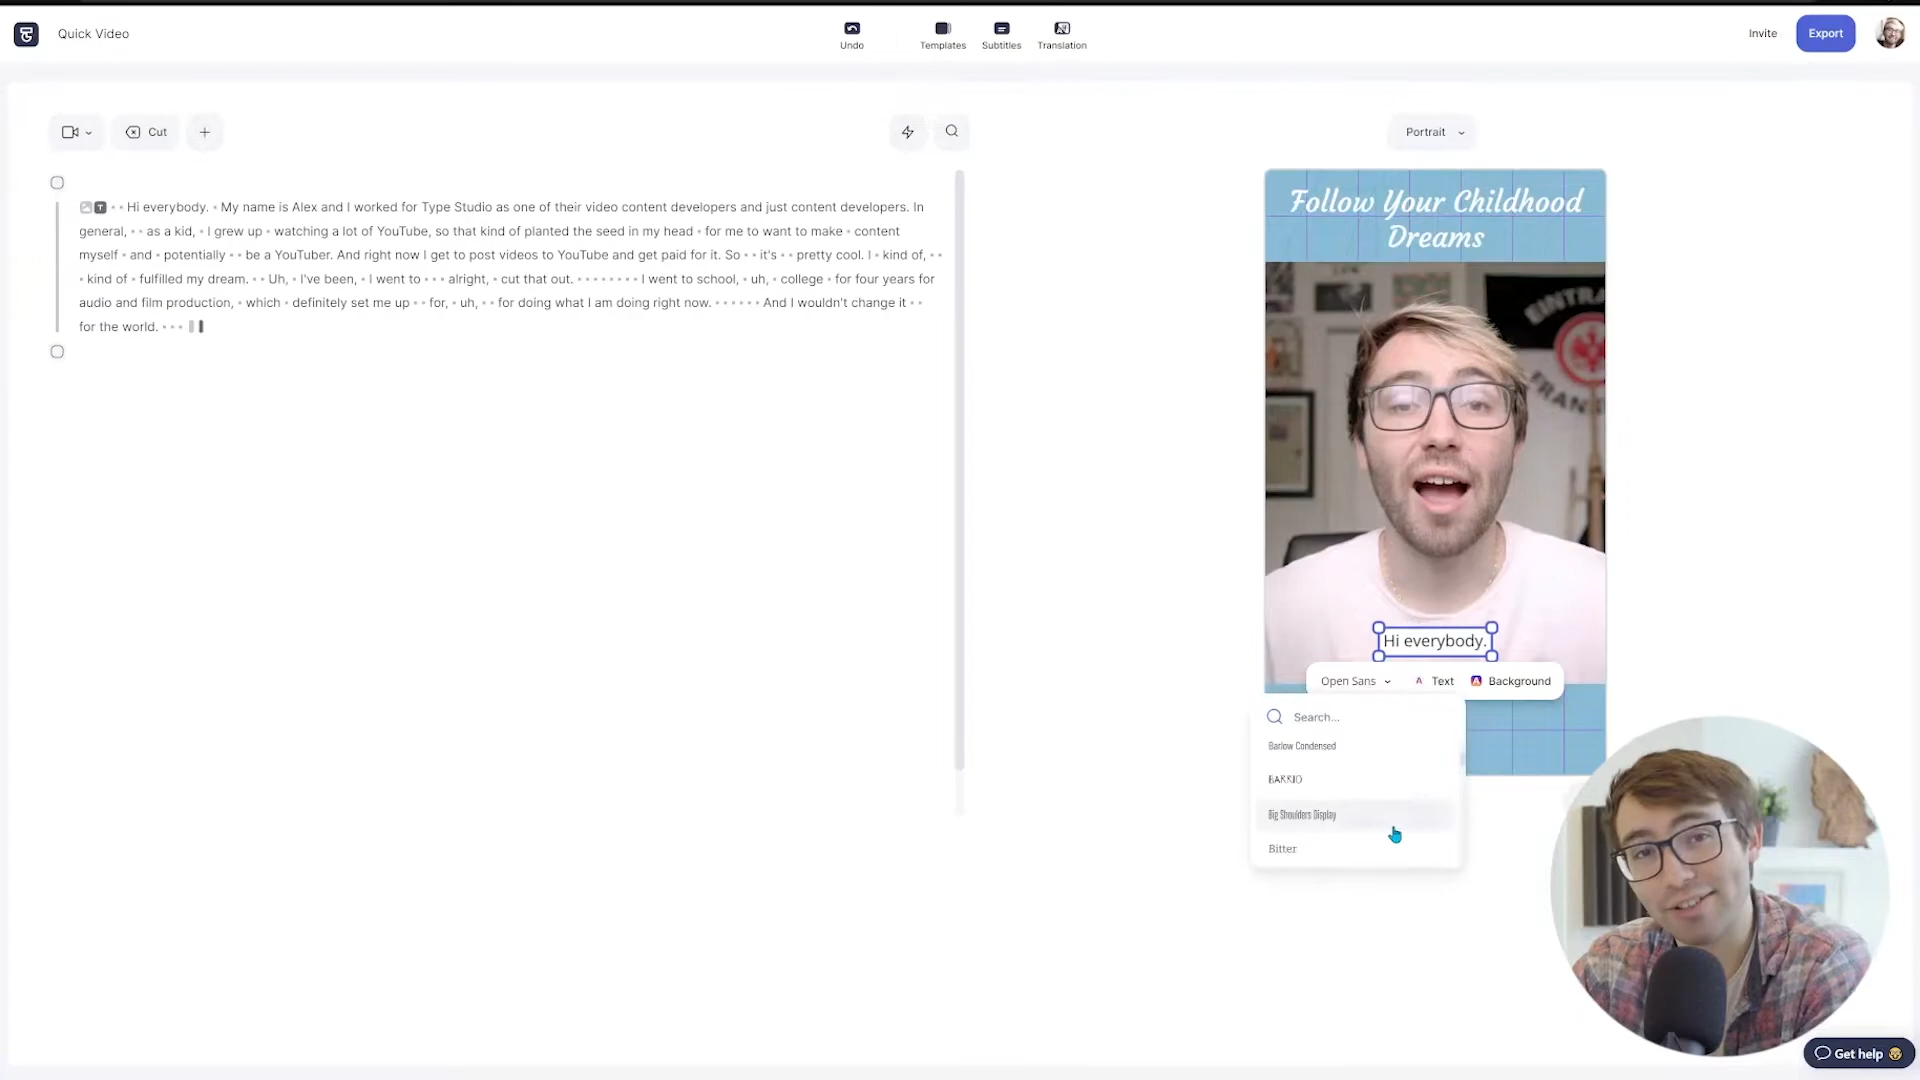 Quick Video
Undo
Templates
Subtitles
Translation
Invite
Export
Cut
Portrait
Hi everybody. My name is Alex and I worked for Type Studio as one of their video content developers and just content developers. In
general, as a kid, I grew up watching a lot of YouTube, so that kind of planted the seed in my head for me to want to make content
myself and potentially be a YouTuber. And right now I get to post videos to YouTube and get paid for it. So it's pretty cool. I kind of,
kind of fulfilled my dream. Uh, I've been, I went to alright, cut that out. I went to school, uh, college for four years for
audio and film production, which definitely set me up for, uh, for doing what I am doing right now. And I wouldn't change it
for the world.
Follow Your Childhood
Dreams
EINTRA
FRAN
Hi everybody.
Open Sans
Text
Background
Search...
Barlow Condensed
BARRIO
Big Shoulders Display
Bitter
Get help